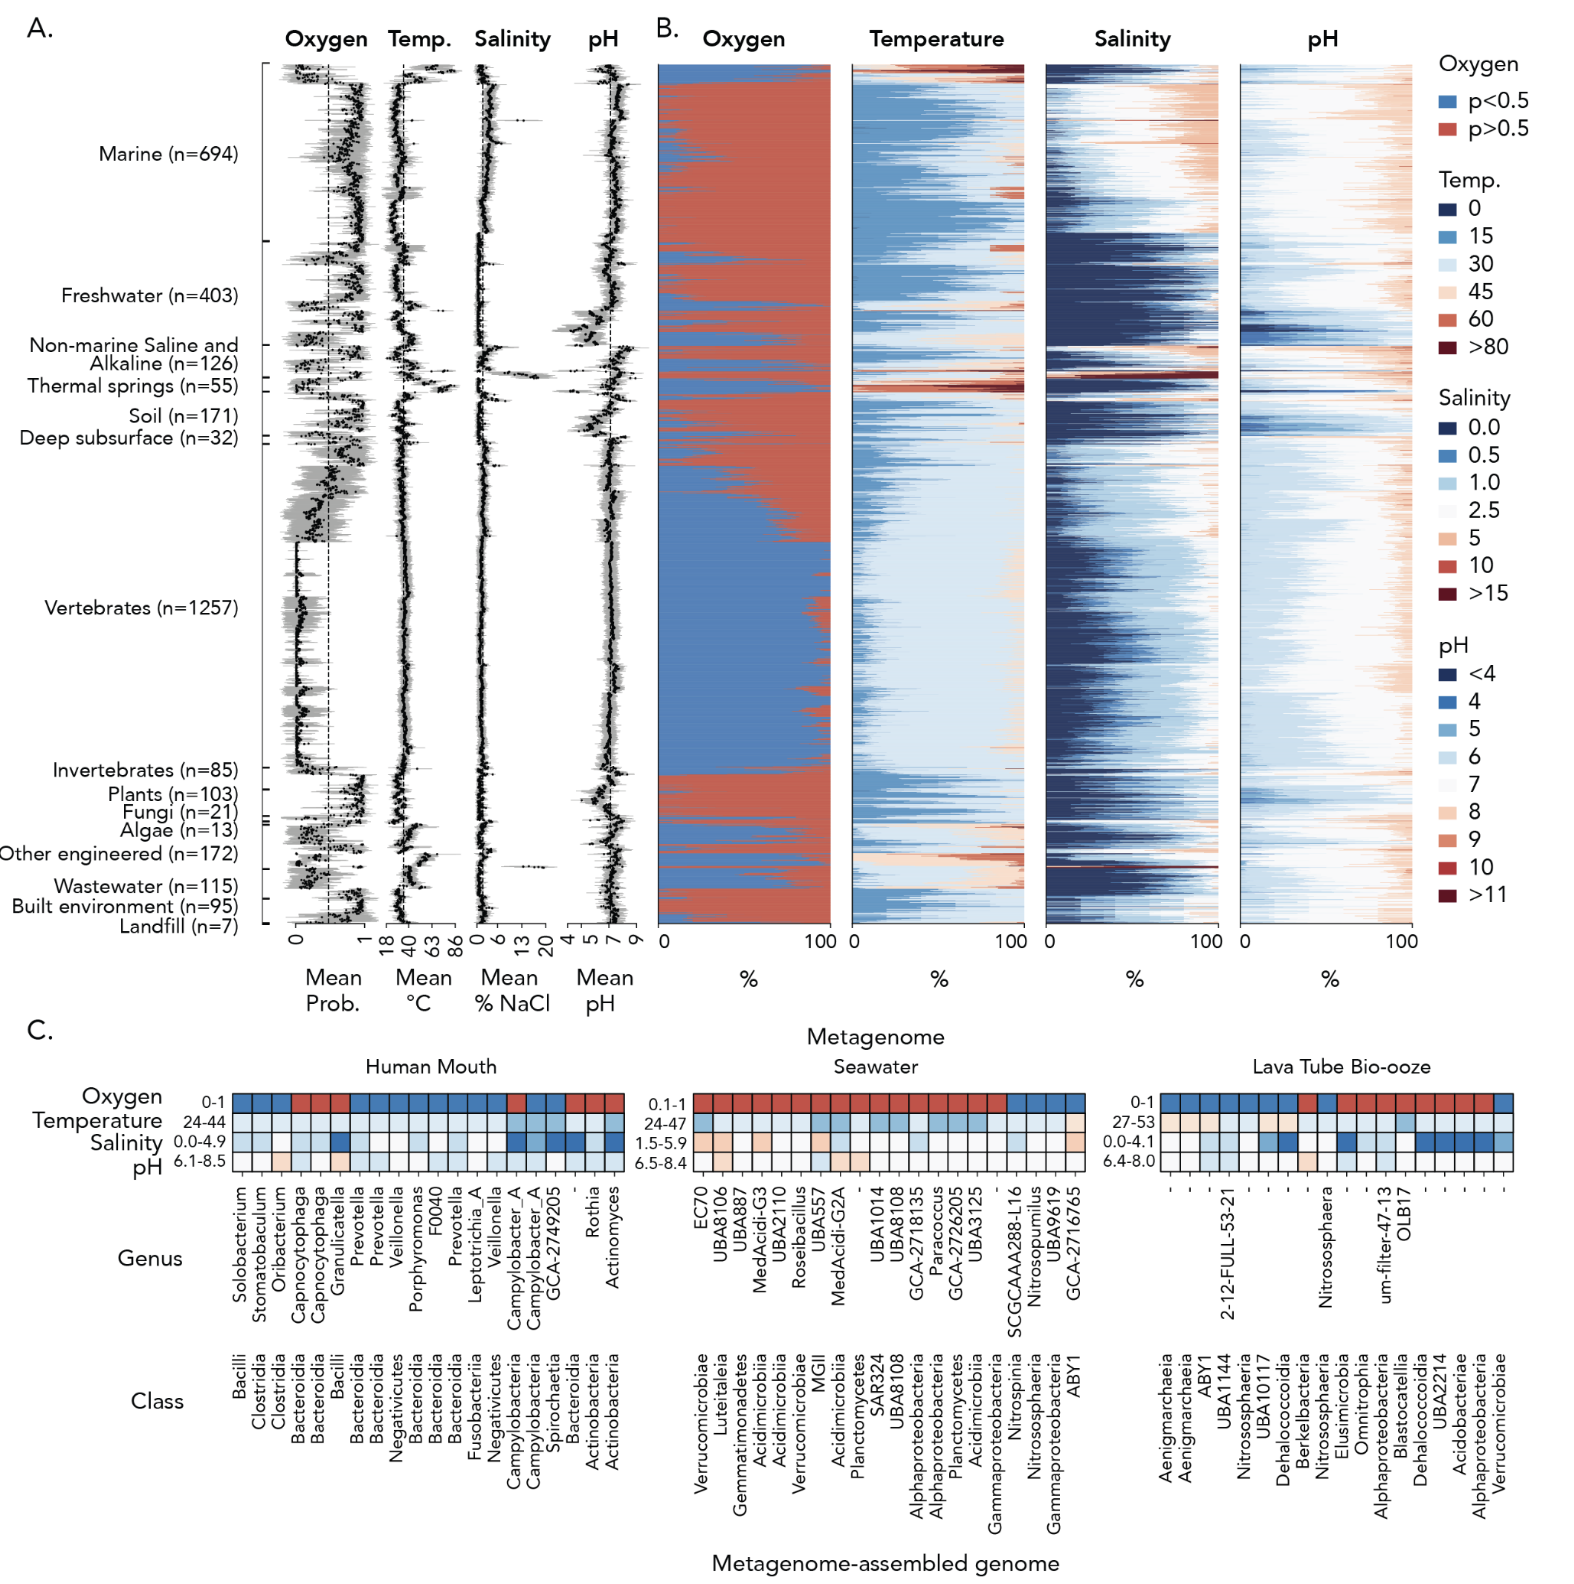 A.
Oxygen Temp. Salinity pH
Marine (n=694)
Freshwater (n=403)
Non-marine Saline and
Alkaline (n=126)
Thermal springs (n=55)
Soil (n=171)
Deep subsurface (n=32)
Vertebrates (n=1257)
Invertebrates (n=85)
Plants (n=103)
Fungi (n=21)
Algae (n=13)
Other engineered (n=172)
Wastewater (n=115)
Built environment (n=95)
Landfill (n=7)
0 1 18 40 63 86 0 6 13 20 4 5 7 9
Mean Mean Mean Mean
Prob. °C % NaCl pH
B.
Oxygen Temperature Salinity pH
0 100 0 100 0 100 0 100
% % % %
Oxygen
p<0.5
p>0.5
Temp.
0
15
30
45
60
>80
Salinity
0.0
0.5
1.0
2.5
5
10
>15
pH
<4
4
5
6
7
8
9
10
>11
C.
Metagenome
Human Mouth Seawater Lava Tube Bio-ooze
Oxygen 0-1 0.1-1 0-1
Temperature 24-44 24-47 27-53
Salinity 0.0-4.9 1.5-5.9 0.0-4.1
pH 6.1-8.5 6.5-8.4 6.4-8.0
Genus
Solobacterium
Stomatobaculum
Oribacterium
Capnocytophaga
Capnocytophaga
Granulicatella
Prevotella
Prevotella
Veillonella
Porphyromonas
F0040
Prevotella
Leptotrichia_A
Veillonella
Campylobacter_A
Campylobacter_A
GCA-2749205
-
Rothia
Actinomyces
EC70
UBA8106
UBA887
MedAcidi-G3
UBA2110
Roseibacillus
UBA557
MedAcidi-G2A
-
UBA1014
UBA8108
GCA-2718135
Paracoccus
GCA-2726205
UBA3125
-
SCGCAAA288-L16
Nitrosopumilus
UBA9619
GCA-2716765
-
-
-
2-12-FULL-53-21
-
-
-
-
Nitrososphaera
-
-
um-filter-47-13
OLB17
-
-
-
-
-
Class
Bacilli
Clostridia
Clostridia
Bacteroidia
Bacteroidia
Bacilli
Bacteroidia
Bacteroidia
Negativicutes
Bacteroidia
Bacteroidia
Bacteroidia
Fusobacteriia
Negativicutes
Campylobacteria
Campylobacteria
Spirochaetia
Bacteroidia
Actinobacteria
Actinobacteria
Verrucomicrobiae
Luteitaleia
Gemmatimonadetes
Acidimicrobiia
Acidimicrobiia
Verrucomicrobiae
MGII
Acidimicrobiia
Planctomycetes
SAR324
UBA8108
Alphaproteobacteria
Alphaproteobacteria
Planctomycetes
Acidimicrobiia
Gammaproteobacteria
Nitrospinia
Nitrososphaeria
Gammaproteobacteria
ABY1
Aenigmarchaeia
Aenigmarchaeia
ABY1
UBA1144
Nitrososphaeria
UBA10117
Dehalococcoidia
Berkelbacteria
Nitrososphaeria
Elusimicrobia
Omnitrophia
Alphaproteobacteria
Blastocatellia
Dehalococcoidia
UBA2214
Acidobacteriae
Alphaproteobacteria
Verrucomicrobiae
Metagenome-assembled genome